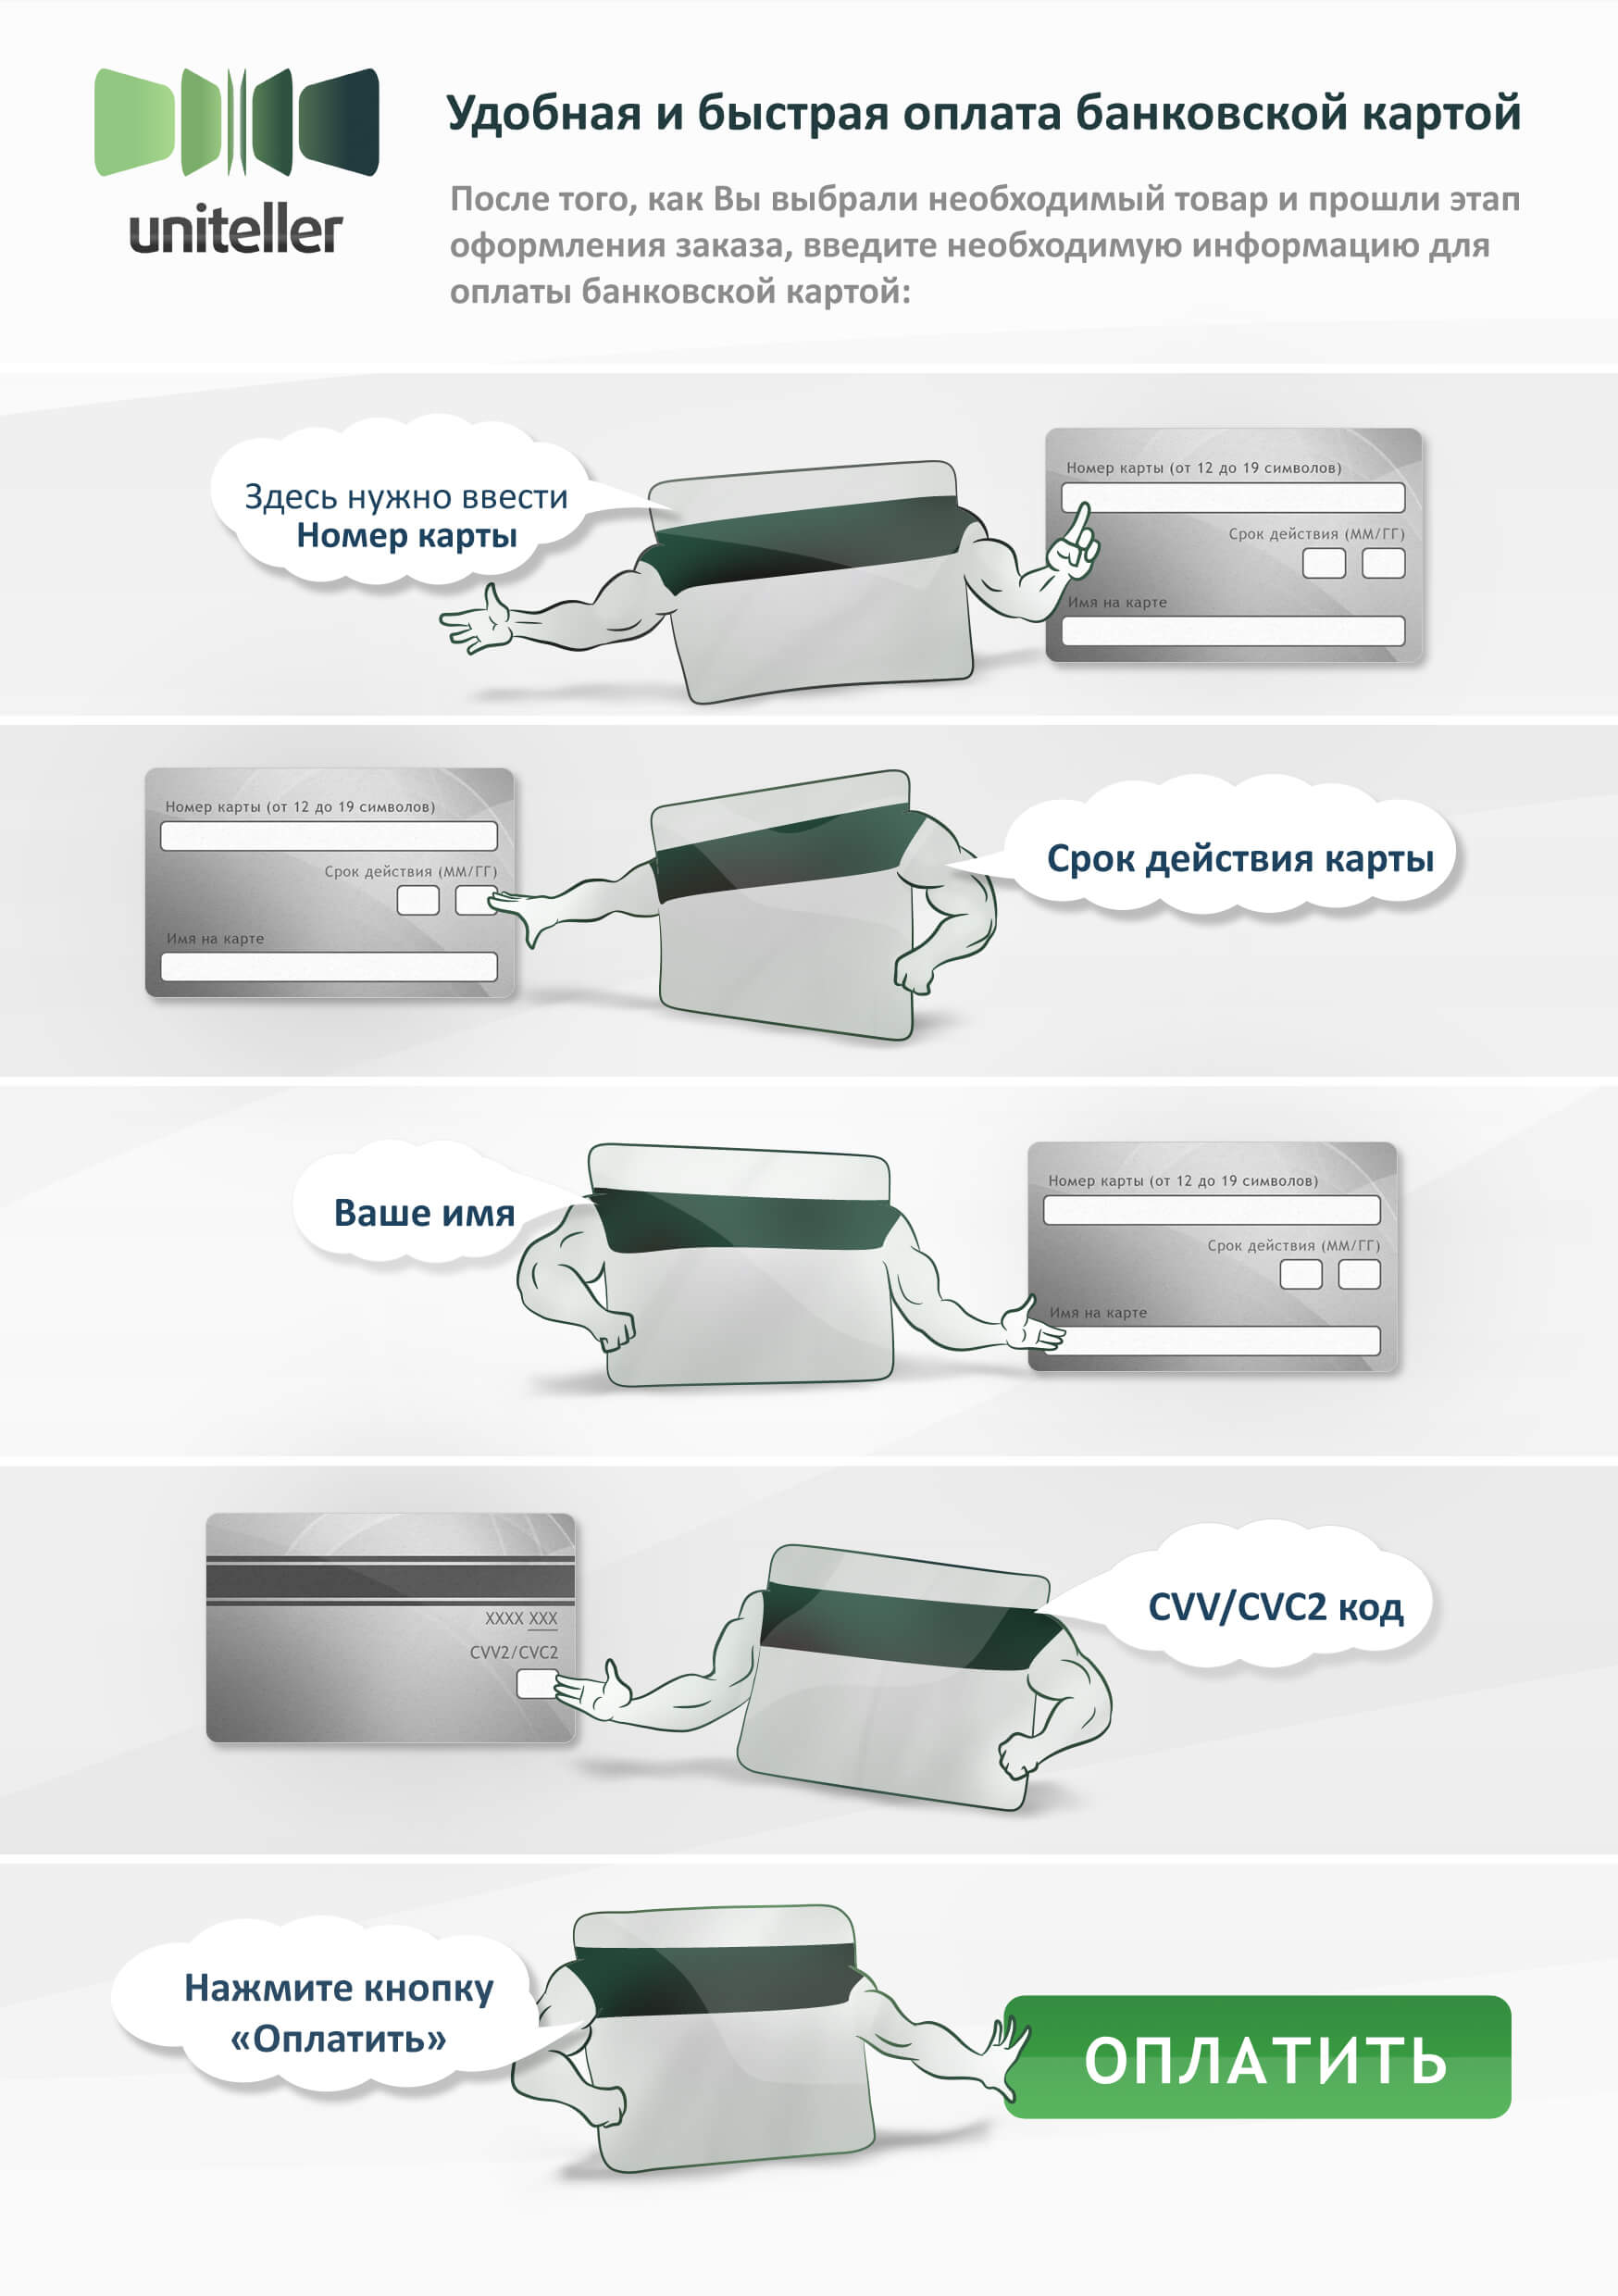 uniteller
Удобная и быстрая оплата банковской картой
После того, как Вы выбрали необходимый товар и прошли этап
оформления заказа, введите необходимую информацию для
оплаты банковской картой:
Здесь нужно ввести
Номер карты
Номер карты (от 12 до 19 символов)
Срок действия (ММ/ГГ)
Имя на карте
Номер карты (от 12 до 19 символов)
Срок действия (ММ/ГГ)
Имя на карте
Срок действия карты
Ваше имя
Номер карты (от 12 до 19 символов)
Срок действия (ММ/ГГ)
Имя на карте
XXXX XXX
CVV2/CVC2
CVV/CVC2 код
Нажмите кнопку
«Оплатить»
ОПЛАТИТЬ